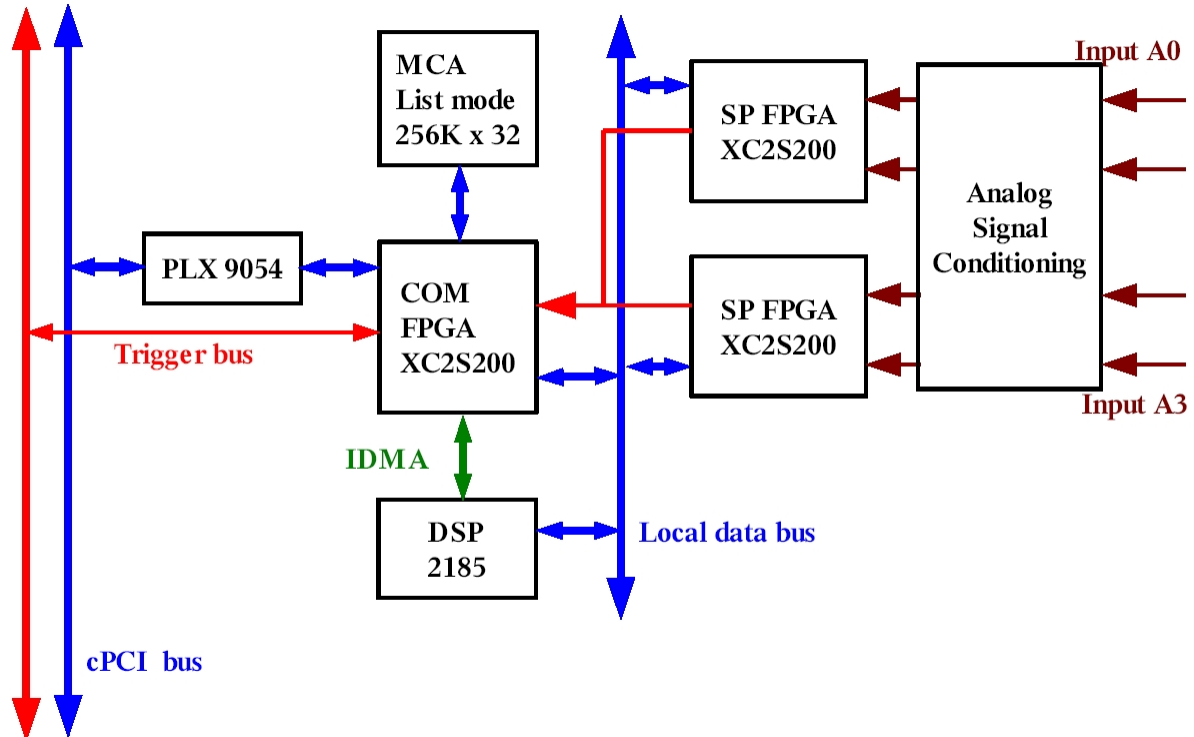 Input A0
MCA
List mode
256K x 32
SP FPGA
XC2S200
Analog
Signal
Conditioning
PLX 9054
COM
FPGA
XC2S200
SP FPGA
XC2S200
Trigger bus
Input A3
IDMA
DSP
2185
Local data bus
cPCI bus